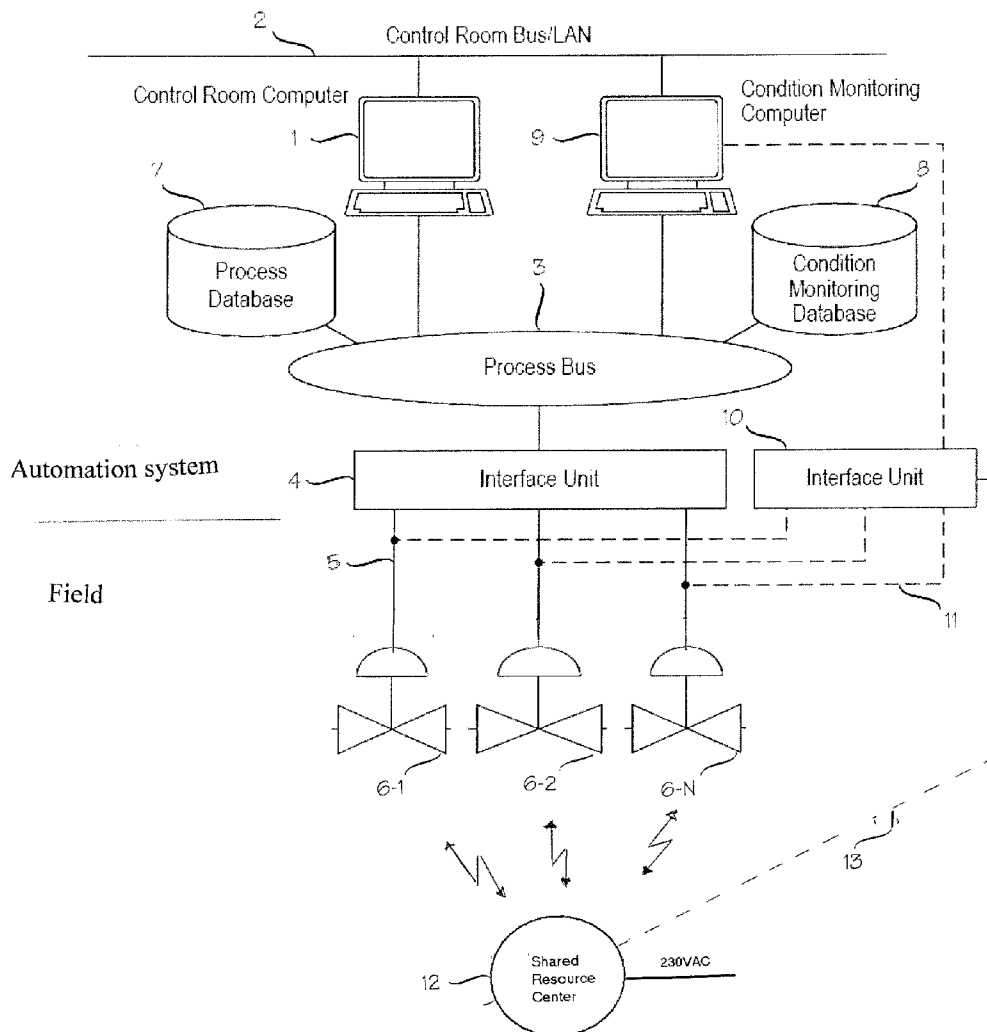 2
Control Room Bus/LAN
Control Room Computer
Condition Monitoring
Computer
1
9
7
8
Process
Database
3
Condition
Monitoring
Database
Process Bus
10
Automation system
4
Interface Unit
Interface Unit
5
Field
11
6-1
6-2
6-N
13
12
Shared
Resource
Center
230VAC